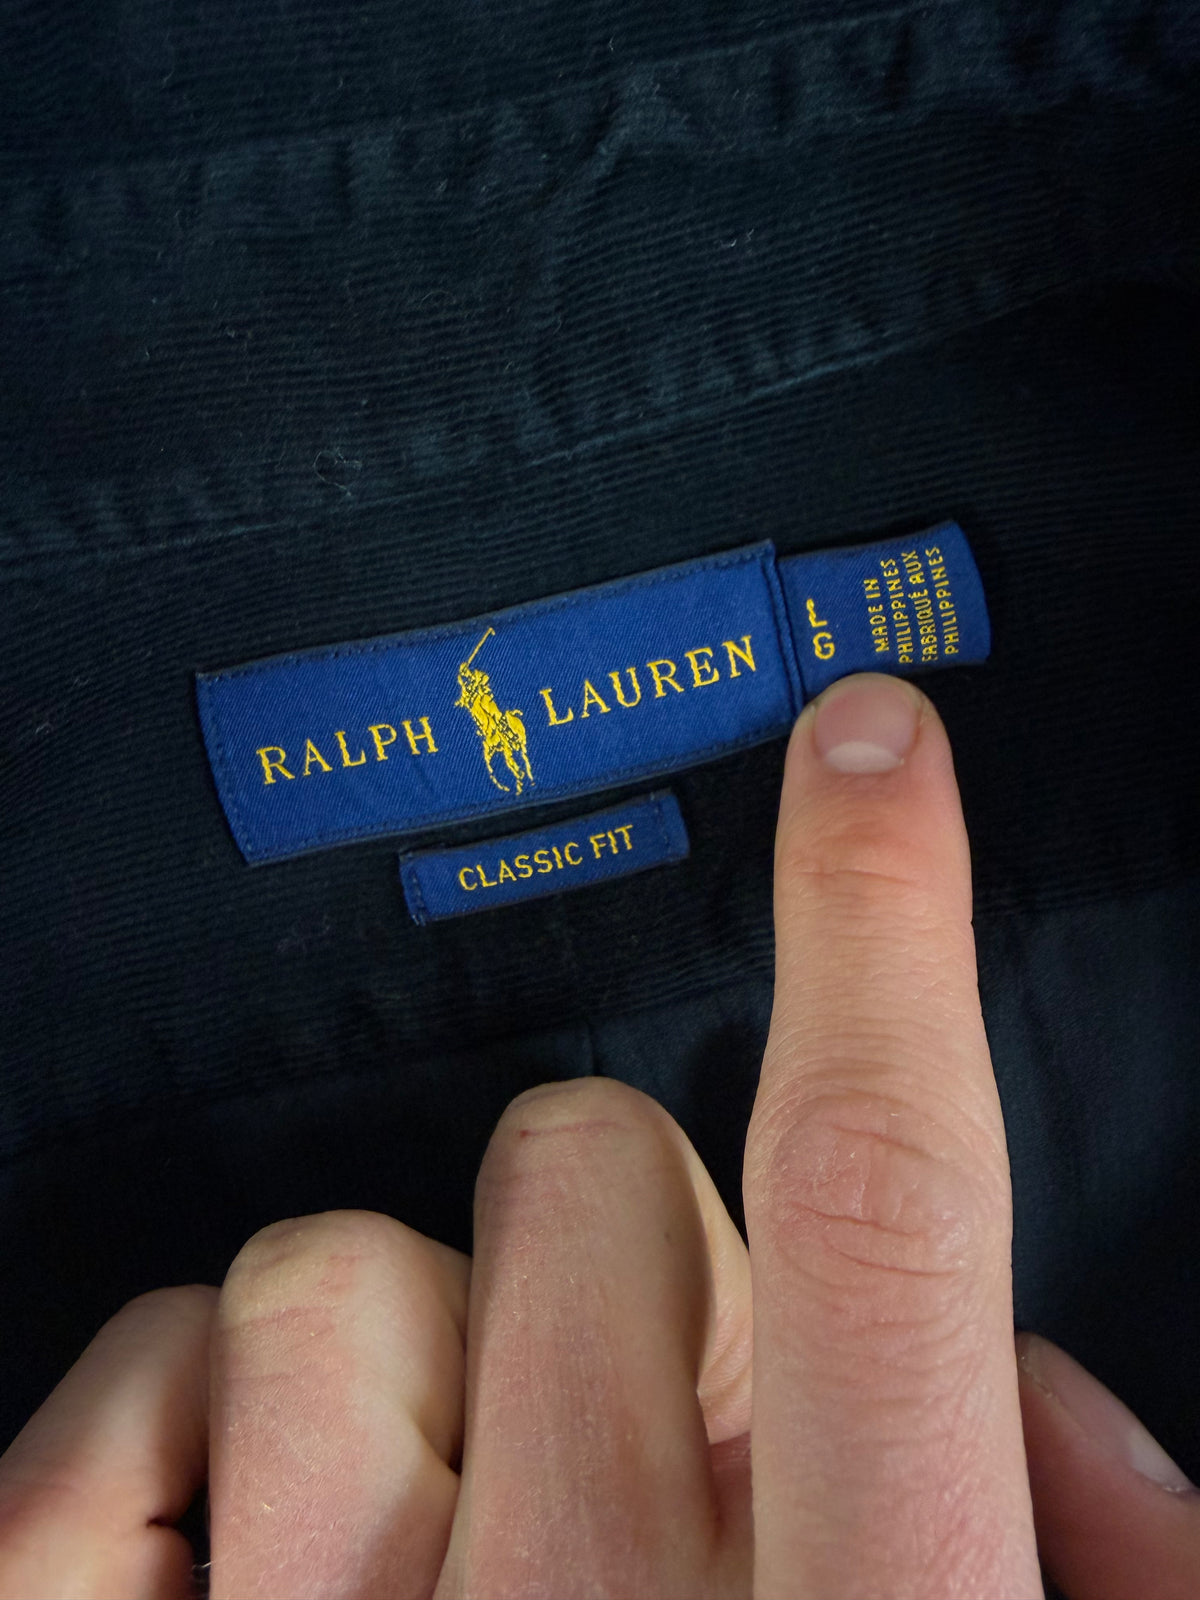 RALPH LAUREN
L
G
MADE IN
PHILIPPINES
FABRIQUÉ AUX
PHILIPPINES
CLASSIC FIT